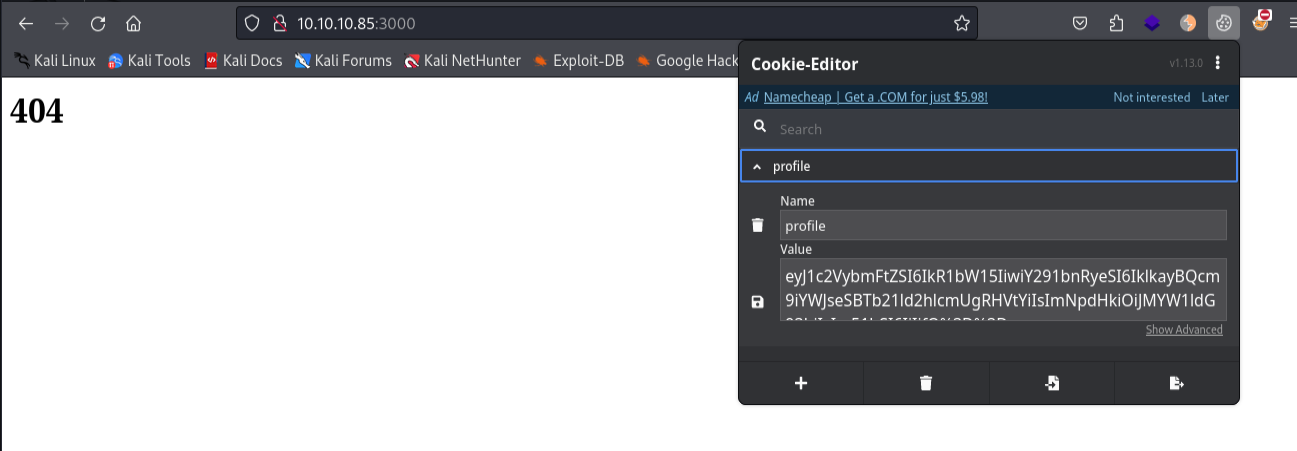 10.10.10.85:3000
Kali Linux Kali Tools Kali Docs Kali Forums Kali NetHunter Exploit-DB Google Hack
404
Cookie-Editor v1.13.0
Ad Namecheap | Get a .COM for just $5.98! Not interested Later
Search
profile
Name
profile
Value
eyJ1c2VybmFtZSI6IkR1bW15IiwiY291bnRyeSI6IklkayBQcm
9iYWJseSBTb21ld2hlcmUgRHVtYiIsImNpdHkiOiJMYW1ldG
Show Advanced